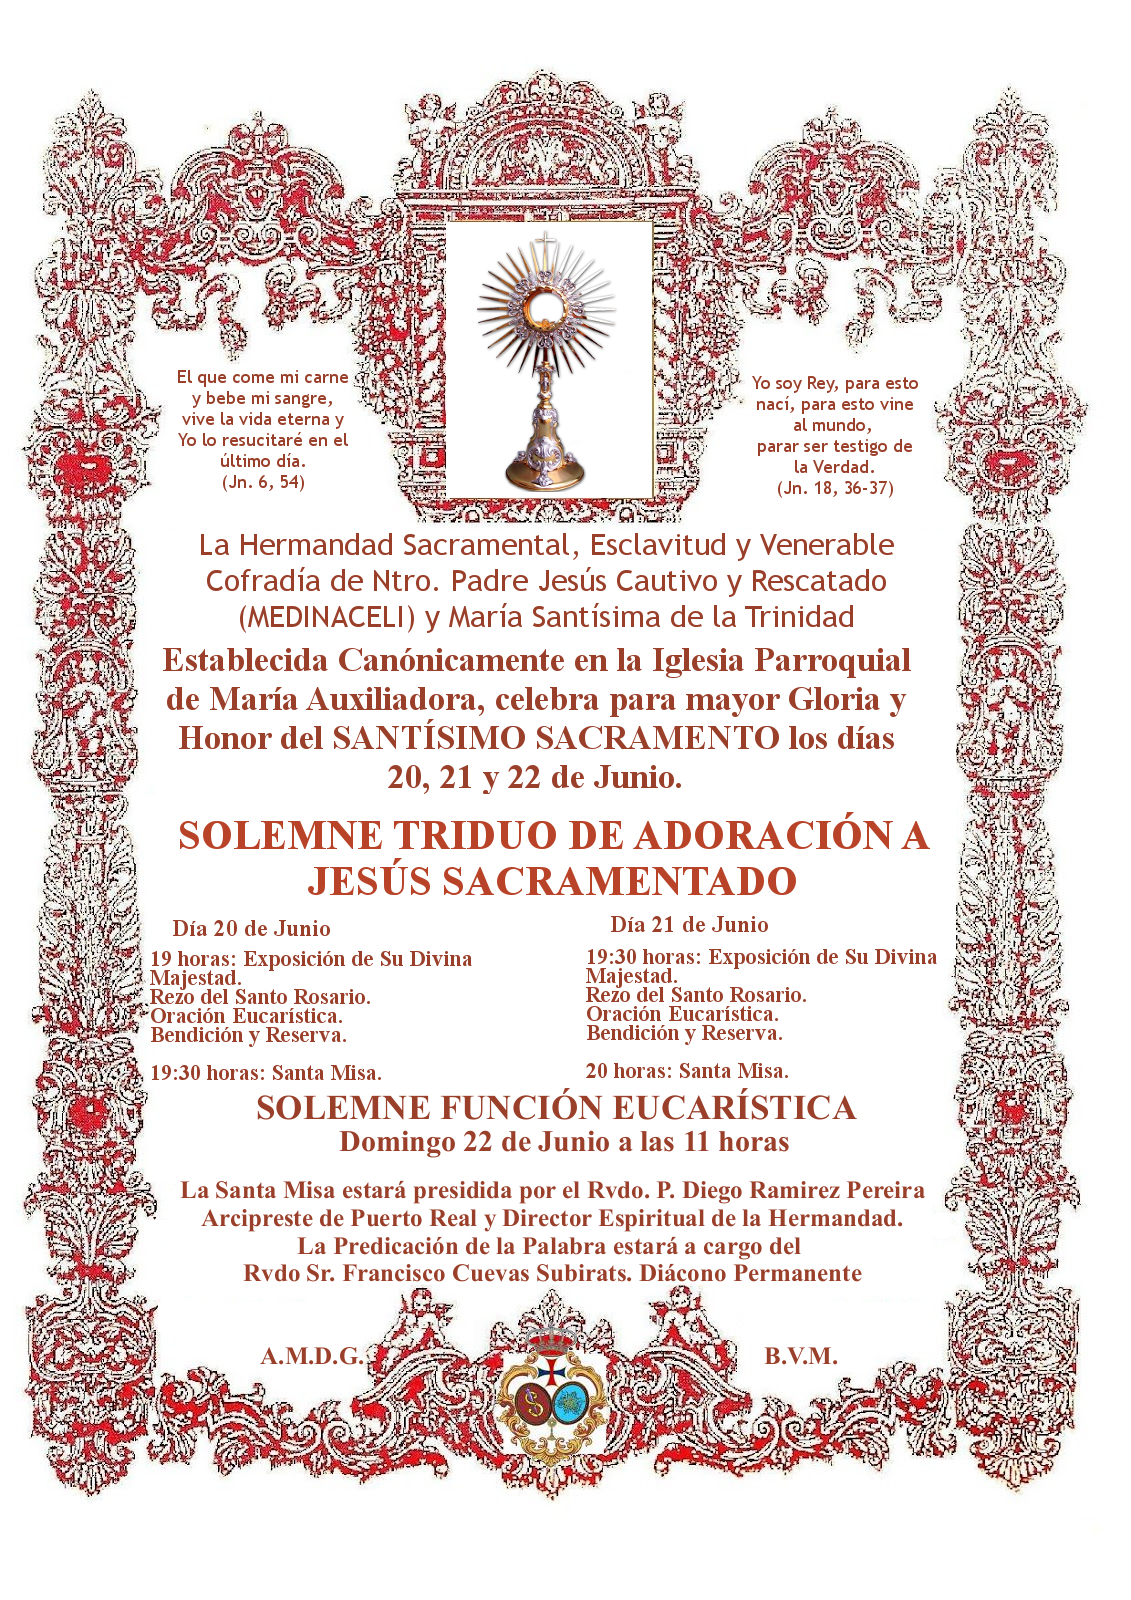 El que come mi carne
y bebe mi sangre,
vive la vida eterna y
Yo lo resucitaré en el
último día.
(Jn. 6, 54)
Yo soy Rey, para esto
nací, para esto vine
al mundo,
parar ser testigo de
la Verdad.
(Jn. 18, 36-37)
La Hermandad Sacramental, Esclavitud y Venerable
Cofradía de Ntro. Padre Jesús Cautivo y Rescatado
(MEDINACELI) y María Santísima de la Trinidad
Establecida Canónicamente en la Iglesia Parroquial
de María Auxiliadora, celebra para mayor Gloria y
Honor del SANTÍSIMO SACRAMENTO los días
20, 21 y 22 de Junio.
SOLEMNE TRIDUO DE ADORACIÓN A
JESÚS SACRAMENTADO
Día 20 de Junio
19 horas: Exposición de Su Divina
Majestad.
Rezo del Santo Rosario.
Oración Eucarística.
Bendición y Reserva.
19:30 horas: Santa Misa.
Día 21 de Junio
19:30 horas: Exposición de Su Divina
Majestad.
Rezo del Santo Rosario.
Oración Eucarística.
Bendición y Reserva.
20 horas: Santa Misa.
SOLEMNE FUNCIÓN EUCARÍSTICA
Domingo 22 de Junio a las 11 horas
La Santa Misa estará presidida por el Rvdo. P. Diego Ramirez Pereira
Arcipreste de Puerto Real y Director Espiritual de la Hermandad.
La Predicación de la Palabra estará a cargo del
Rvdo Sr. Francisco Cuevas Subirats. Diácono Permanente
A.M.D.G.
B.V.M.